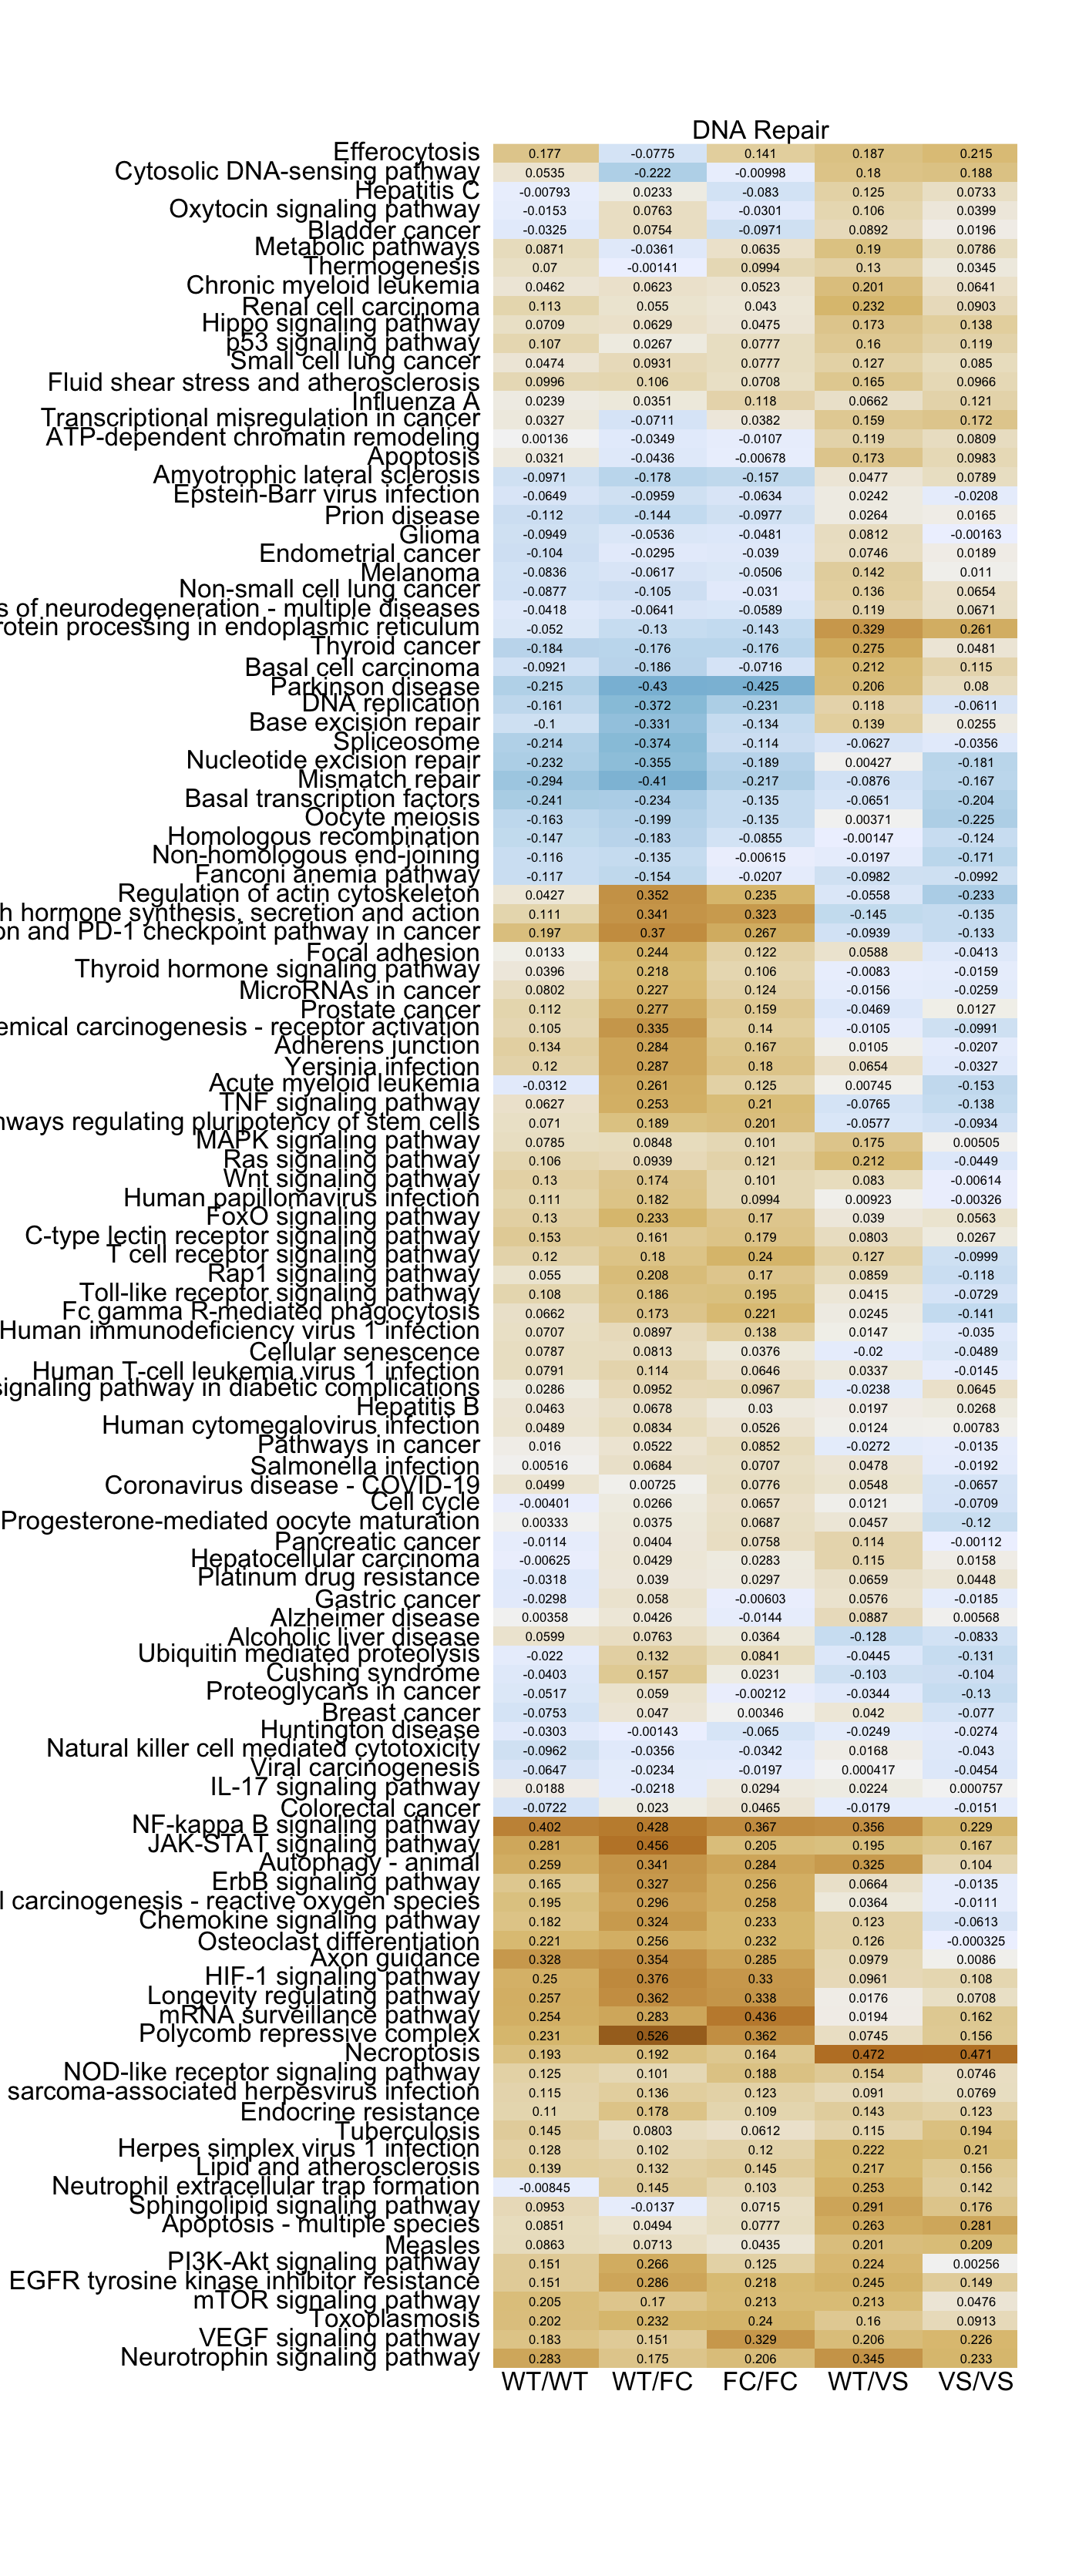 DNA Repair
Efferocytosis 0.177 -0.0775 0.141 0.187 0.215
Cytosolic DNA-sensing pathway 0.0535 -0.222 -0.00998 0.18 0.188
Hepatitis C -0.00793 0.0233 -0.083 0.125 0.0733
Oxytocin signaling pathway -0.0153 0.0763 -0.0301 0.106 0.0399
Bladder cancer -0.0325 0.0754 -0.0971 0.0892 0.0196
Metabolic pathways 0.0871 -0.0361 0.0635 0.19 0.0786
Thermogenesis 0.07 -0.00141 0.0994 0.13 0.0345
Chronic myeloid leukemia 0.0462 0.0623 0.0523 0.201 0.0641
Renal cell carcinoma 0.113 0.055 0.043 0.232 0.0903
Hippo signaling pathway 0.0709 0.0629 0.0475 0.173 0.138
p53 signaling pathway 0.107 0.0267 0.0777 0.16 0.119
Small cell lung cancer 0.0474 0.0931 0.0777 0.127 0.085
Fluid shear stress and atherosclerosis 0.0996 0.106 0.0708 0.165 0.0966
Influenza A 0.0239 0.0351 0.118 0.0662 0.121
Transcriptional misregulation in cancer 0.0327 -0.0711 0.0382 0.159 0.172
ATP-dependent chromatin remodeling 0.00136 -0.0349 -0.0107 0.119 0.0809
Apoptosis 0.0321 -0.0436 -0.00678 0.173 0.0983
Amyotrophic lateral sclerosis -0.0971 -0.178 -0.157 0.0477 0.0789
Epstein-Barr virus infection -0.0649 -0.0959 -0.0634 0.0242 -0.0208
Prion disease -0.112 -0.144 -0.0977 0.0264 0.0165
Glioma -0.0949 -0.0536 -0.0481 0.0812 -0.00163
Endometrial cancer -0.104 -0.0295 -0.039 0.0746 0.0189
Melanoma -0.0836 -0.0617 -0.0506 0.142 0.011
Non-small cell lung cancer -0.0877 -0.105 -0.031 0.136 0.0654
s of neurodegeneration - multiple diseases -0.0418 -0.0641 -0.0589 0.119 0.0671
rotein processing in endoplasmic reticulum -0.052 -0.13 -0.143 0.329 0.261
Thyroid cancer -0.184 -0.176 -0.176 0.275 0.0481
Basal cell carcinoma -0.0921 -0.186 -0.0716 0.212 0.115
Parkinson disease -0.215 -0.43 -0.425 0.206 0.08
DNA replication -0.161 -0.372 -0.231 0.118 -0.0611
Base excision repair -0.1 -0.331 -0.134 0.139 0.0255
Spliceosome -0.214 -0.374 -0.114 -0.0627 -0.0356
Nucleotide excision repair -0.232 -0.355 -0.189 0.00427 -0.181
Mismatch repair -0.294 -0.41 -0.217 -0.0876 -0.167
Basal transcription factors -0.241 -0.234 -0.135 -0.0651 -0.204
Oocyte meiosis -0.163 -0.199 -0.135 0.00371 -0.225
Homologous recombination -0.147 -0.183 -0.0855 -0.00147 -0.124
Non-homologous end-joining -0.116 -0.135 -0.00615 -0.0197 -0.171
Fanconi anemia pathway -0.117 -0.154 -0.0207 -0.0982 -0.0992
Regulation of actin cytoskeleton 0.0427 0.352 0.235 -0.0558 -0.233
h hormone synthesis, secretion and action 0.111 0.341 0.323 -0.145 -0.135
on and PD-1 checkpoint pathway in cancer 0.197 0.37 0.267 -0.0939 -0.133
Focal adhesion 0.0133 0.244 0.122 0.0588 -0.0413
Thyroid hormone signaling pathway 0.0396 0.218 0.106 -0.0083 -0.0159
MicroRNAs in cancer 0.0802 0.227 0.124 -0.0156 -0.0259
Prostate cancer 0.112 0.277 0.159 -0.0469 0.0127
emical carcinogenesis - receptor activation 0.105 0.335 0.14 -0.0105 -0.0991
Adherens junction 0.134 0.284 0.167 0.0105 -0.0207
Yersinia infection 0.12 0.287 0.18 0.0654 -0.0327
Acute myeloid leukemia -0.0312 0.261 0.125 0.00745 -0.153
TNF signaling pathway 0.0627 0.253 0.21 -0.0765 -0.138
ways regulating pluripotency of stem cells 0.071 0.189 0.201 -0.0577 -0.0934
MAPK signaling pathway 0.0785 0.0848 0.101 0.175 0.00505
Ras signaling pathway 0.106 0.0939 0.121 0.212 -0.0449
Wnt signaling pathway 0.13 0.174 0.101 0.083 -0.00614
Human papillomavirus infection 0.111 0.182 0.0994 0.00923 -0.00326
FoxO signaling pathway 0.13 0.233 0.17 0.039 0.0563
C-type lectin receptor signaling pathway 0.153 0.161 0.179 0.0803 0.0267
T cell receptor signaling pathway 0.12 0.18 0.24 0.127 -0.0999
Rap1 signaling pathway 0.055 0.208 0.17 0.0859 -0.118
Toll-like receptor signaling pathway 0.108 0.186 0.195 0.0415 -0.0729
Fc gamma R-mediated phagocytosis 0.0662 0.173 0.221 0.0245 -0.141
Human immunodeficiency virus 1 infection 0.0707 0.0897 0.138 0.0147 -0.035
Cellular senescence 0.0787 0.0813 0.0376 -0.02 -0.0489
Human T-cell leukemia virus 1 infection 0.0791 0.114 0.0646 0.0337 -0.0145
signaling pathway in diabetic complications 0.0286 0.0952 0.0967 -0.0238 0.0645
Hepatitis B 0.0463 0.0678 0.03 0.0197 0.0268
Human cytomegalovirus infection 0.0489 0.0834 0.0526 0.0124 0.00783
Pathways in cancer 0.016 0.0522 0.0852 -0.0272 -0.0135
Salmonella infection 0.00516 0.0684 0.0707 0.0478 -0.0192
Coronavirus disease - COVID-19 0.0499 0.00725 0.0776 0.0548 -0.0657
Cell cycle -0.00401 0.0266 0.0657 0.0121 -0.0709
Progesterone-mediated oocyte maturation 0.00333 0.0375 0.0687 0.0457 -0.12
Pancreatic cancer -0.0114 0.0404 0.0758 0.114 -0.00112
Hepatocellular carcinoma -0.00625 0.0429 0.0283 0.115 0.0158
Platinum drug resistance -0.0318 0.039 0.0297 0.0659 0.0448
Gastric cancer -0.0298 0.058 -0.00603 0.0576 -0.0185
Alzheimer disease 0.00358 0.0426 -0.0144 0.0887 0.00568
Alcoholic liver disease 0.0599 0.0763 0.0364 -0.128 -0.0833
Ubiquitin mediated proteolysis -0.022 0.132 0.0841 -0.0445 -0.131
Cushing syndrome -0.0403 0.157 0.0231 -0.103 -0.104
Proteoglycans in cancer -0.0517 0.059 -0.00212 -0.0344 -0.13
Breast cancer -0.0753 0.047 0.00346 0.042 -0.077
Huntington disease -0.0303 -0.00143 -0.065 -0.0249 -0.0274
Natural killer cell mediated cytotoxicity -0.0962 -0.0356 -0.0342 0.0168 -0.043
Viral carcinogenesis -0.0647 -0.0234 -0.0197 0.000417 -0.0454
IL-17 signaling pathway 0.0188 -0.0218 0.0294 0.0224 0.000757
Colorectal cancer -0.0722 0.023 0.0465 -0.0179 -0.0151
NF-kappa B signaling pathway 0.402 0.428 0.367 0.356 0.229
JAK-STAT signaling pathway 0.281 0.456 0.205 0.195 0.167
Autophagy - animal 0.259 0.341 0.284 0.325 0.104
ErbB signaling pathway 0.165 0.327 0.256 0.0664 -0.0135
l carcinogenesis - reactive oxygen species 0.195 0.296 0.258 0.0364 -0.0111
Chemokine signaling pathway 0.182 0.324 0.233 0.123 -0.0613
Osteoclast differentiation 0.221 0.256 0.232 0.126 -0.000325
Axon guidance 0.328 0.354 0.285 0.0979 0.0086
HIF-1 signaling pathway 0.25 0.376 0.33 0.0961 0.108
Longevity regulating pathway 0.257 0.362 0.338 0.0176 0.0708
mRNA surveillance pathway 0.254 0.283 0.436 0.0194 0.162
Polycomb repressive complex 0.231 0.526 0.362 0.0745 0.156
Necroptosis 0.193 0.192 0.164 0.472 0.471
NOD-like receptor signaling pathway 0.125 0.101 0.188 0.154 0.0746
sarcoma-associated herpesvirus infection 0.115 0.136 0.123 0.091 0.0769
Endocrine resistance 0.11 0.178 0.109 0.143 0.123
Tuberculosis 0.145 0.0803 0.0612 0.115 0.194
Herpes simplex virus 1 infection 0.128 0.102 0.12 0.222 0.21
Lipid and atherosclerosis 0.139 0.132 0.145 0.217 0.156
Neutrophil extracellular trap formation -0.00845 0.145 0.103 0.253 0.142
Sphingolipid signaling pathway 0.0953 -0.0137 0.0715 0.291 0.176
Apoptosis - multiple species 0.0851 0.0494 0.0777 0.263 0.281
Measles 0.0863 0.0713 0.0435 0.201 0.209
PI3K-Akt signaling pathway 0.151 0.266 0.125 0.224 0.00256
EGFR tyrosine kinase inhibitor resistance 0.151 0.286 0.218 0.245 0.149
mTOR signaling pathway 0.205 0.17 0.213 0.213 0.0476
Toxoplasmosis 0.202 0.232 0.24 0.16 0.0913
VEGF signaling pathway 0.183 0.151 0.329 0.206 0.226
Neurotrophin signaling pathway 0.283 0.175 0.206 0.345 0.233
WT/WT WT/FC FC/FC WT/VS VS/VS